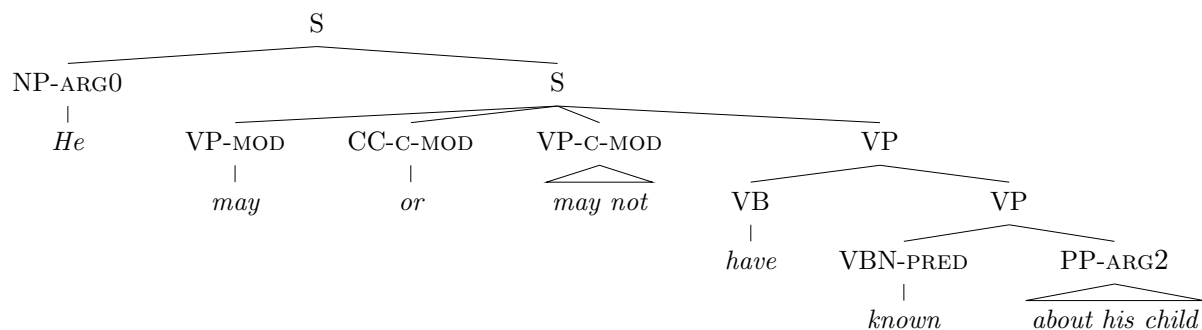 S
NP-ARG0 S
He VP-MOD CC-C-MOD VP-C-MOD VP
may or may not VB VP
have VBN-PRED PP-ARG2
known about his child